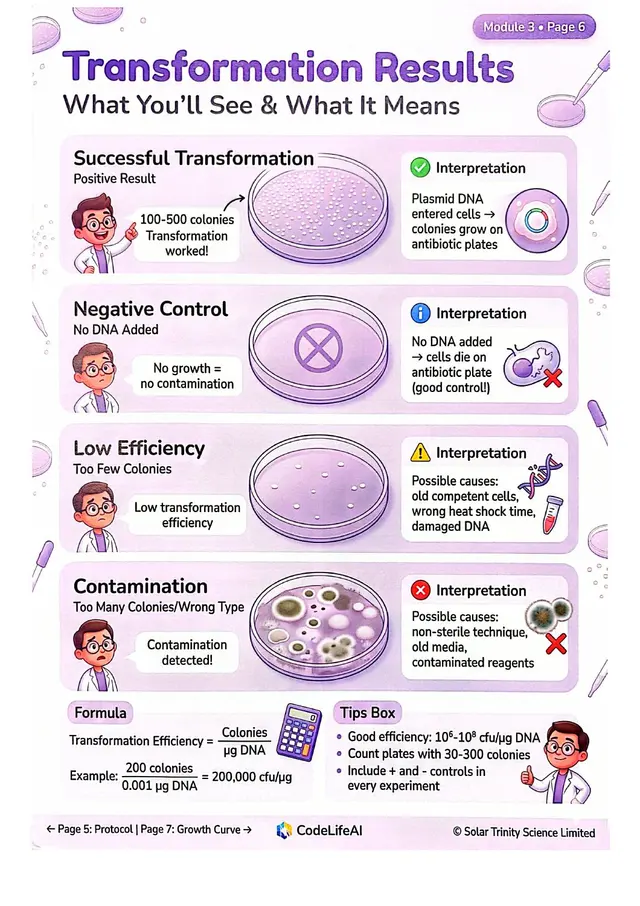 Module 3 • Page 6
Transformation Results
What You'll See & What It Means
Successful Transformation
Positive Result
100-500 colonies
Transformation
worked!
Interpretation
Plasmid DNA
entered cells →
colonies grow on
antibiotic plates
Negative Control
No DNA Added
No growth =
no contamination
Interpretation
No DNA added
→ cells die on
antibiotic plate
(good control!)
Low Efficiency
Too Few Colonies
Low transformation
efficiency
Interpretation
Possible causes:
old competent cells,
wrong heat shock time,
damaged DNA
Contamination
Too Many Colonies/Wrong Type
Contamination
detected!
Interpretation
Possible causes:
non-sterile technique,
old media,
contaminated reagents
Formula
Transformation Efficiency = Colonies
µg DNA
Example: 200 colonies
0.001 µg DNA
= 200,000 cfu/µg
Tips Box
• Good efficiency: 10⁶-10⁸ cfu/µg DNA
• Count plates with 30-300 colonies
• Include + and - controls in
every experiment
← Page 5: Protocol | Page 7: Growth Curve →
CodeLifeAI
© Solar Trinity Science Limited